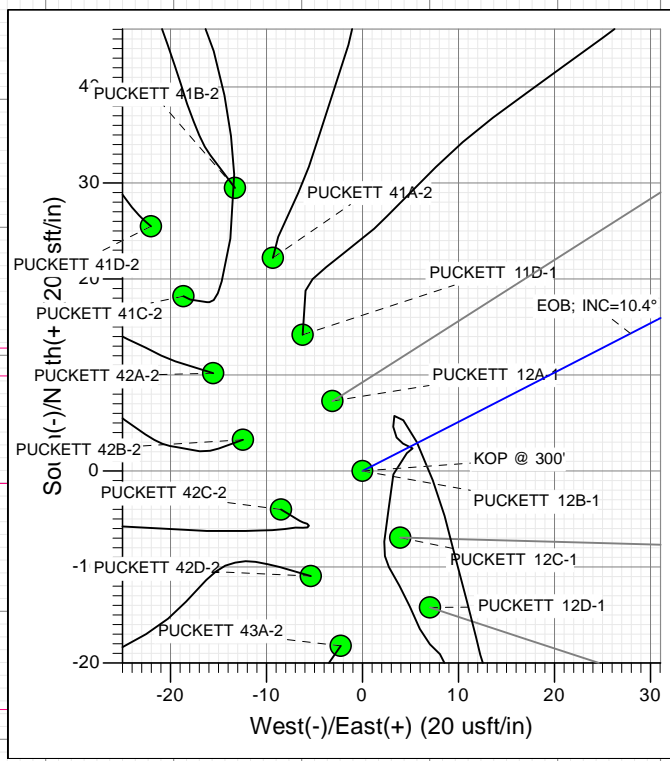 4
PUCKETT 41B-2
30
PUCKETT 41A-2
PUCKETT 41D-2
PUCKETT 11D-1
20
EOB; INC=10.4°
PUCKETT 41C-2
PUCKETT 42A-2
PUCKETT 12A-1
PUCKETT 42B-2
KOP @ 300'
0
PUCKETT 42C-2
PUCKETT 12B-1
PUCKETT 12C-1
-1
PUCKETT 42D-2
PUCKETT 12D-1
PUCKETT 43A-2
-20
-20 -10 0 10 20 30
West(-)/East(+) (20 usft/in)